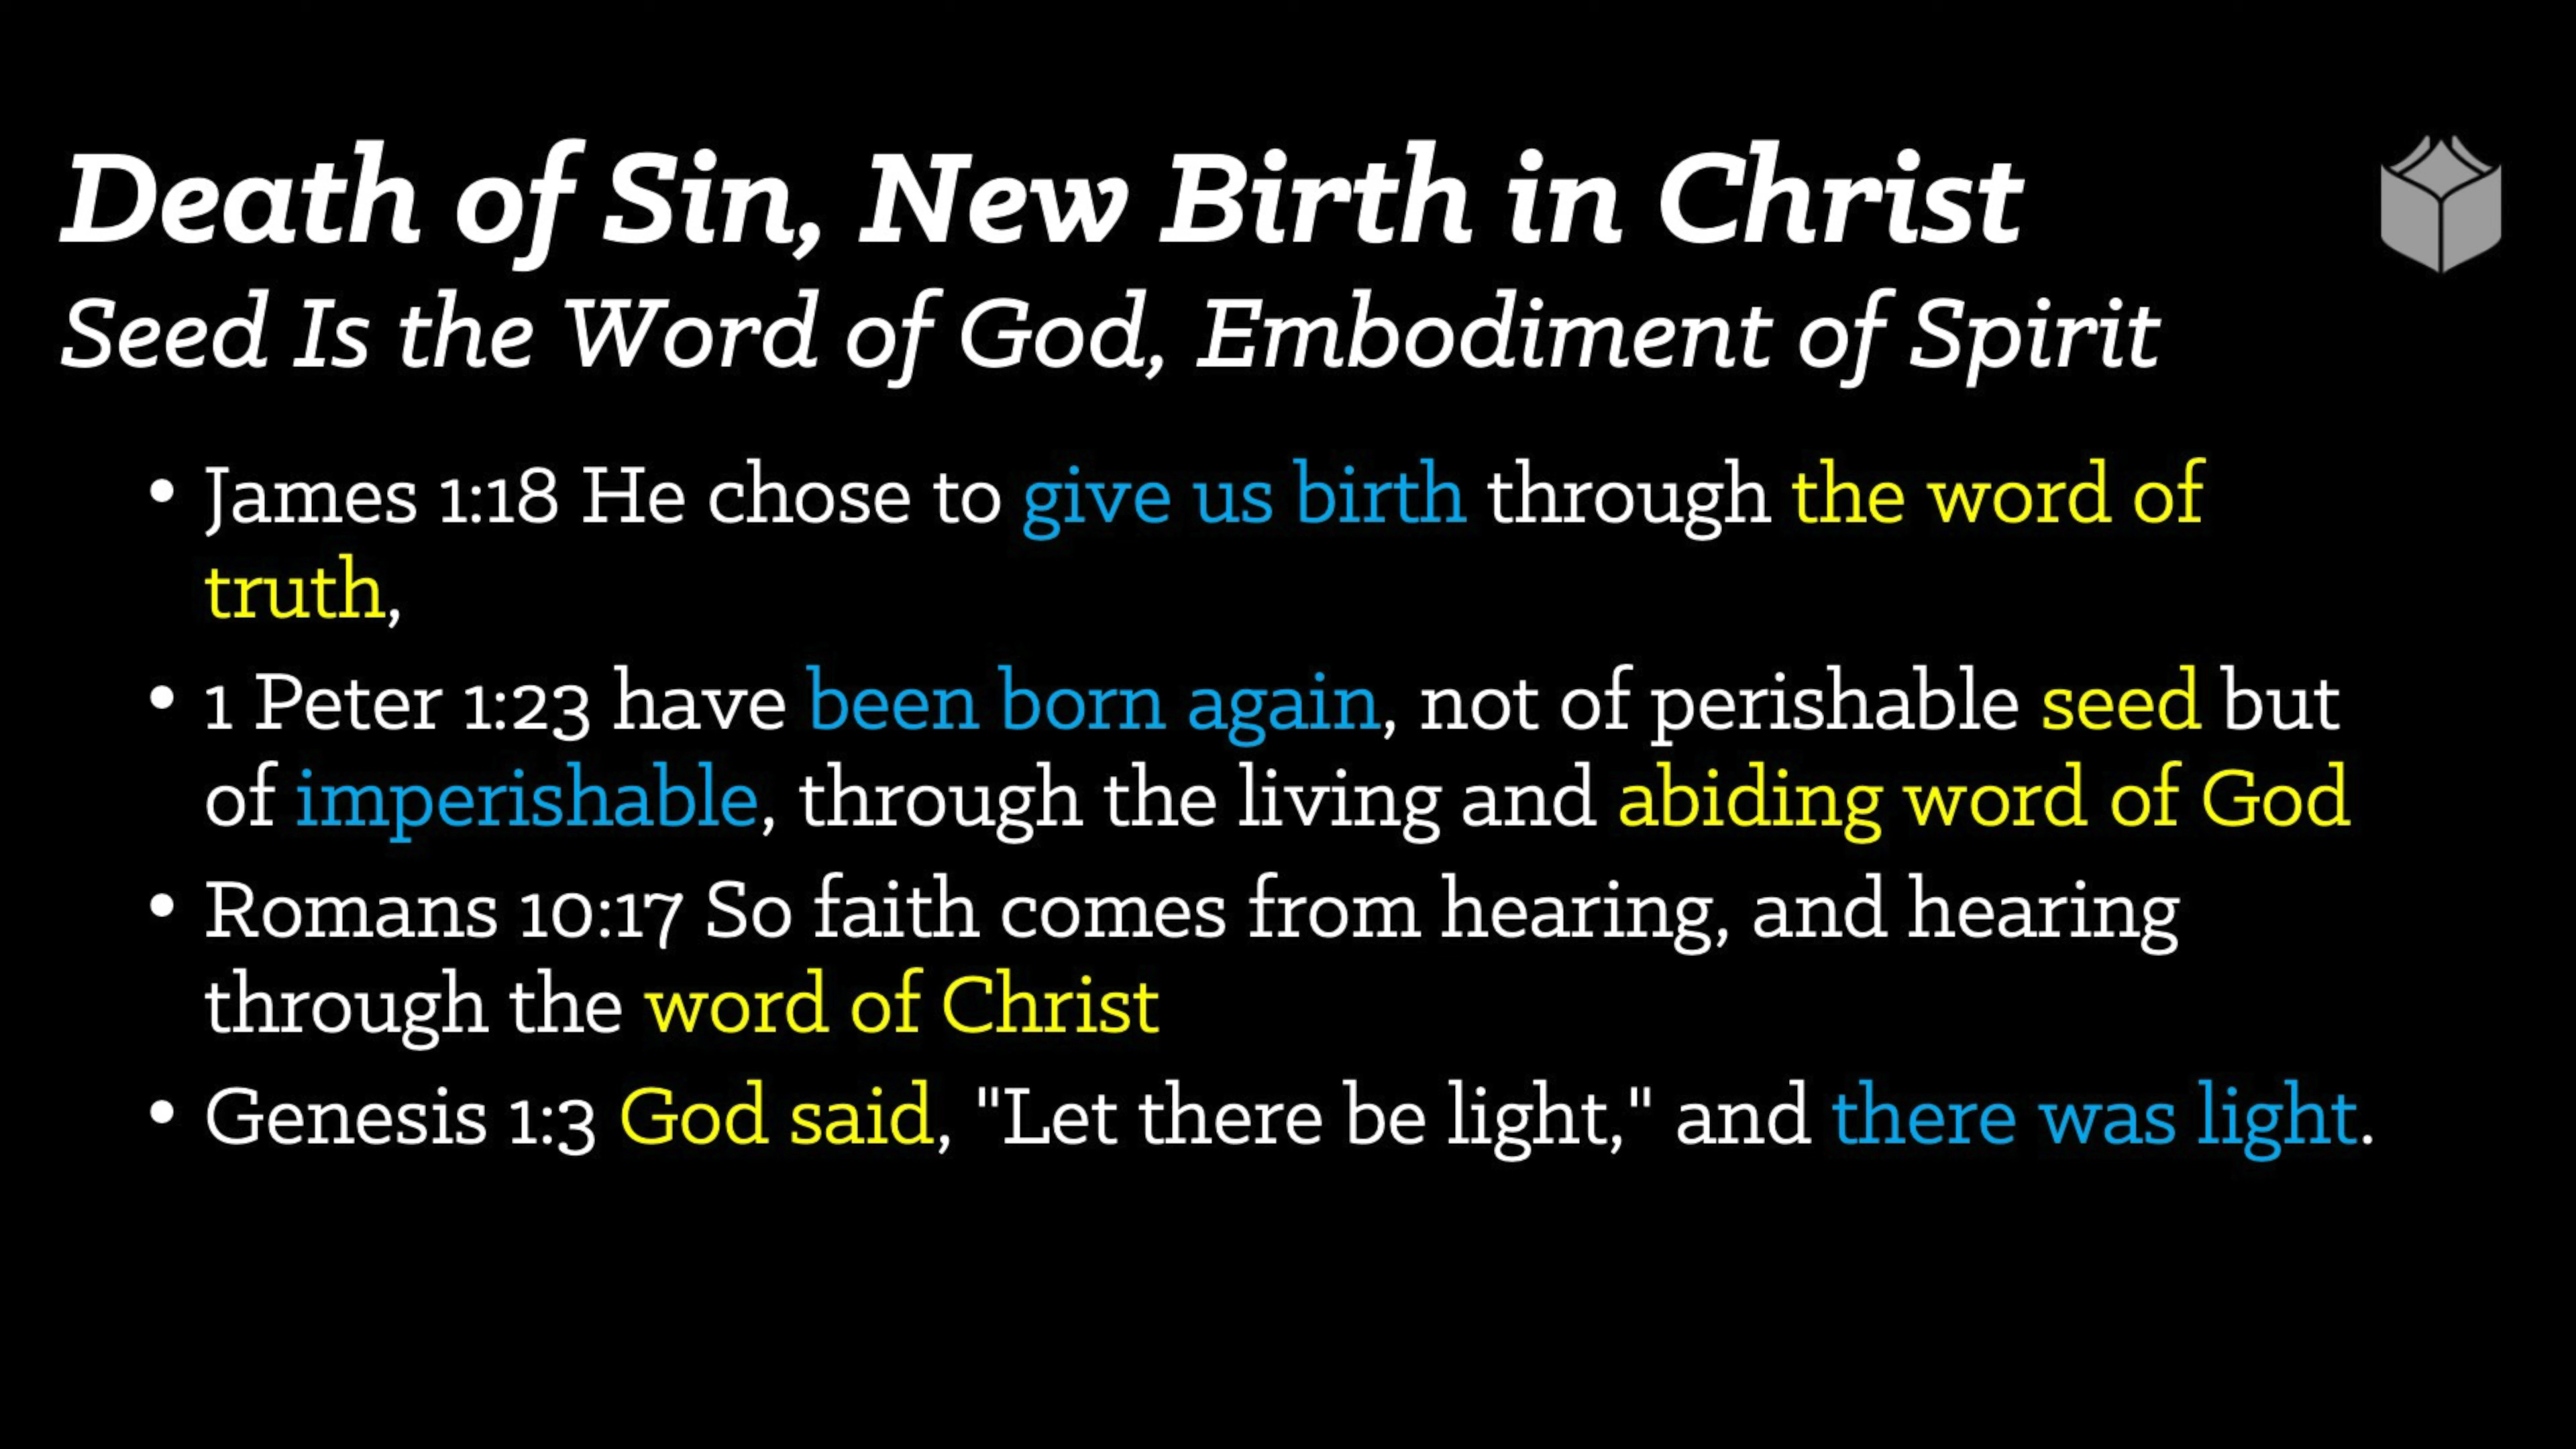 Death of Sin, New Birth in Christ
Seed Is the Word of God, Embodiment of Spirit
• James 1:18 He chose to give us birth through the word of
truth,
• 1 Peter 1:23 have been born again, not of perishable seed but
of imperishable, through the living and abiding word of God
• Romans 10:17 So faith comes from hearing, and hearing
through the word of Christ
• Genesis 1:3 God said, "Let there be light," and there was light.